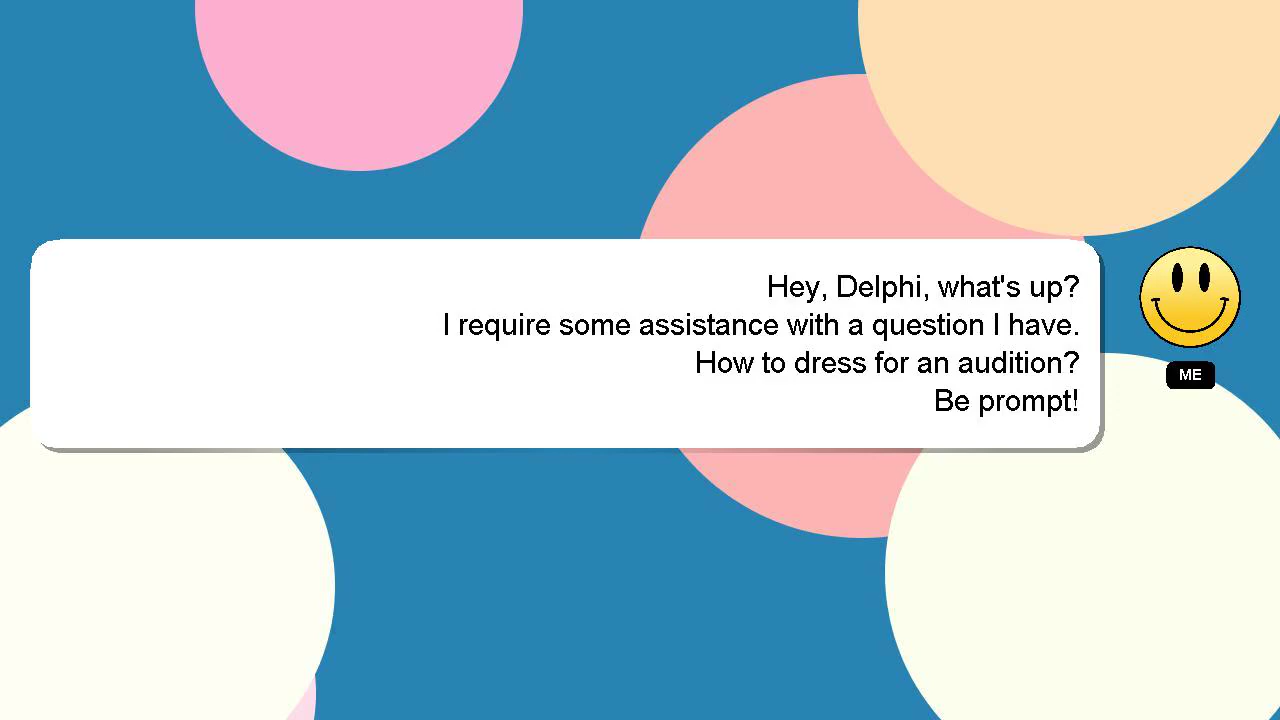 Hey, Delphi, what's up?
I require some assistance with a question I have.
How to dress for an audition?
Be prompt!
ME